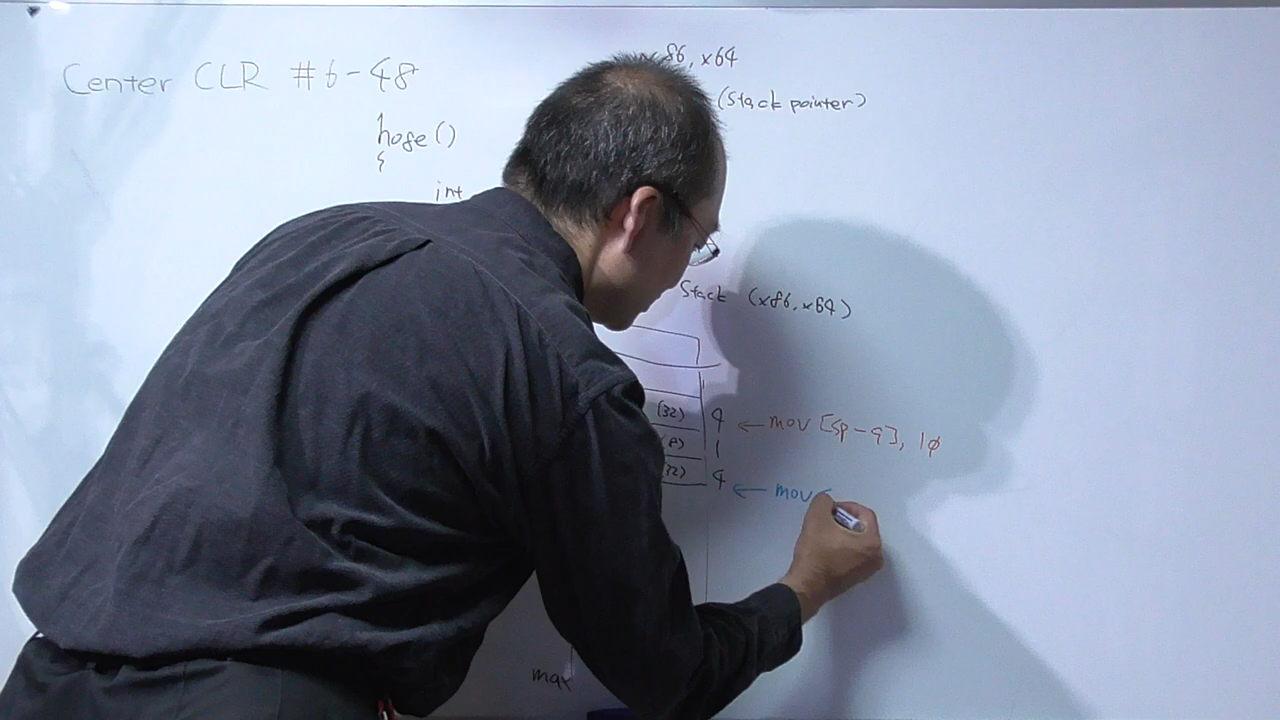 Center CLR #6-48
x86, x64
(Stack pointer)
hoge()
{
int
Stack (x86, x64)
(32) 4 ← mov [sp-4], 10
(8) 1
(32) 4 ← mov [
max